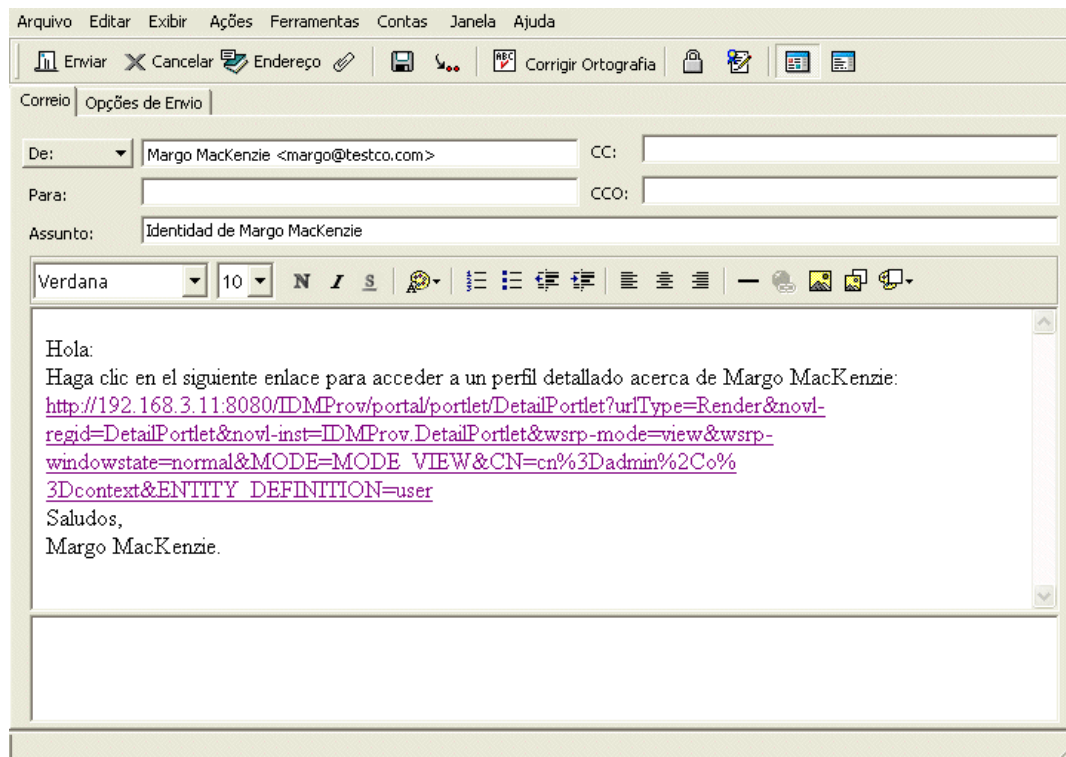 Arquivo Editar Exibir Ações Ferramentas Contas Janela Ajuda
Enviar Cancelar Endereço ABC Corrigir Ortografia
Correio Opções de Envio
De: Margo MacKenzie <margo@testco.com> CC:
Para: CCO:
Assunto: Identidad de Margo MacKenzie
Verdana 10 N I S
Hola:
Haga clic en el siguiente enlace para acceder a un perfil detallado acerca de Margo MacKenzie:
http://192.168.3.11:8080/IDMProv/portal/portlet/DetailPortlet?urlType=Render&novl-
regid=DetailPortlet&novl-inst=IDMProv.DetailPortlet&wsrp-mode=view&wsrp-
windowstate=normal&MODE=MODE_VIEW&CN=cn%3Dadmin%2Co%
3Dcontext&ENTITY_DEFINITION=user
Saludos,
Margo MacKenzie.